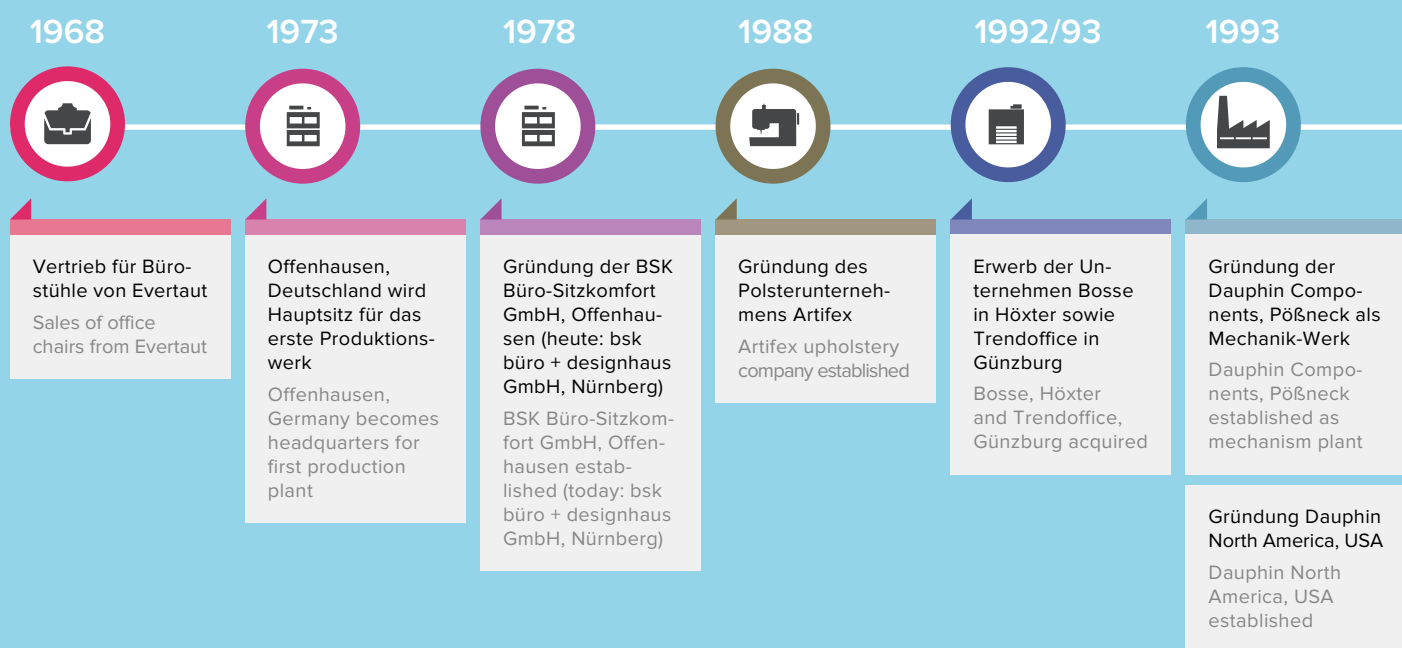 1968
Vertrieb für Büro-
stühle von Evertaut
Sales of office
chairs from Evertaut
1973
Offenhausen,
Deutschland wird
Hauptsitz für das
erste Produktions-
werk
Offenhausen,
Germany becomes
headquarters for
first production
plant
1978
Gründung der BSK
Büro-Sitzkomfort
GmbH, Offenhau-
sen (heute: bsk
büro + designhaus
GmbH, Nürnberg)
BSK Büro-Sitzkom-
fort GmbH, Offen-
hausen estab-
lished (today: bsk
büro + designhaus
GmbH, Nürnberg)
1988
Gründung des
Polsterunterneh-
mens Artifex
Artifex upholstery
company established
1992/93
Erwerb der Un-
ternehmen Bosse
in Höxter sowie
Trendoffice in
Günzburg
Bosse, Höxter
and Trendoffice,
Günzburg acquired
1993
Gründung der
Dauphin Compo-
nents, Pößneck als
Mechanik-Werk
Dauphin Compo-
nents, Pößneck
established as
mechanism plant
Gründung Dauphin
North America, USA
Dauphin North
America, USA
established